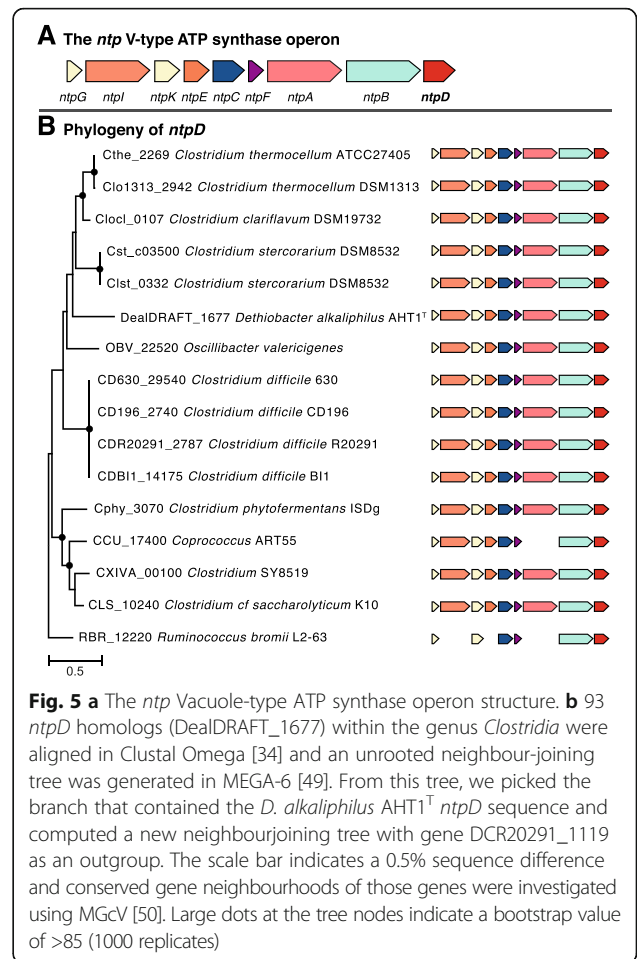 A The ntp V-type ATP synthase operon
ntpG ntpI ntpK ntpE ntpC ntpF ntpA ntpB ntpD
B Phylogeny of ntpD
Cthe_2269 Clostridium thermocellum ATCC27405
Clo1313_2942 Clostridium thermocellum DSM1313
Clocl_0107 Clostridium clariflavum DSM19732
Cst_c03500 Clostridium stercorarium DSM8532
Clst_0332 Clostridium stercorarium DSM8532
DealDRAFT_1677 Dethiobacter alkaliphilus AHT1ᵀ
OBV_22520 Oscillibacter valericigenes
CD630_29540 Clostridium difficile 630
CD196_2740 Clostridium difficile CD196
CDR20291_2787 Clostridium difficile R20291
CDBI1_14175 Clostridium difficile BI1
Cphy_3070 Clostridium phytofermentans ISDg
CCU_17400 Coprococcus ART55
CXIVA_00100 Clostridium SY8519
CLS_10240 Clostridium cf saccharolyticum K10
RBR_12220 Ruminococcus bromii L2-63
0.5
Fig. 5 a The ntp Vacuole-type ATP synthase operon structure. b 93
ntpD homologs (DealDRAFT_1677) within the genus Clostridia were
aligned in Clustal Omega [34] and an unrooted neighbour-joining
tree was generated in MEGA-6 [49]. From this tree, we picked the
branch that contained the D. alkaliphilus AHT1ᵀ ntpD sequence and
computed a new neighbourjoining tree with gene DCR20291_1119
as an outgroup. The scale bar indicates a 0.5% sequence difference
and conserved gene neighbourhoods of those genes were investigated
using MGcV [50]. Large dots at the tree nodes indicate a bootstrap value
of >85 (1000 replicates)